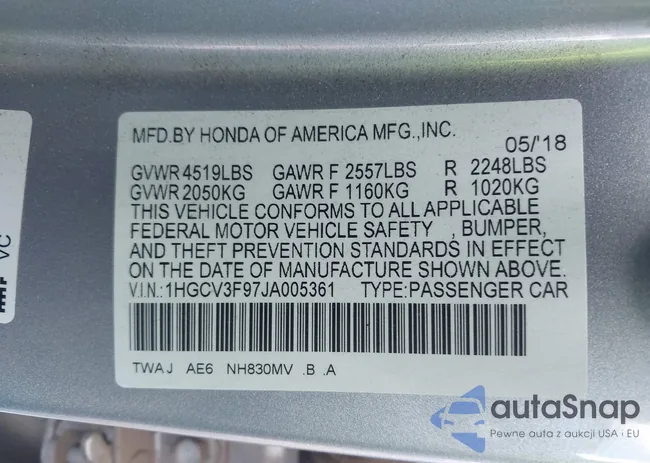 MFD.BY HONDA OF AMERICA MFG.,INC.
05/'18
GVWR 4519LBS GAWR F 2557LBS R 2248LBS
GVWR 2050KG GAWR F 1160KG R 1020KG
THIS VEHICLE CONFORMS TO ALL APPLICABLE
FEDERAL MOTOR VEHICLE SAFETY , BUMPER,
AND THEFT PREVENTION STANDARDS IN EFFECT
ON THE DATE OF MANUFACTURE SHOWN ABOVE.
V.I.N.:1HGCV3F97JA005361 TYPE:PASSENGER CAR
TWAJ AE6 NH830MV .B .A
VC
autaSnap
Pewne auta z aukcji USA i EU